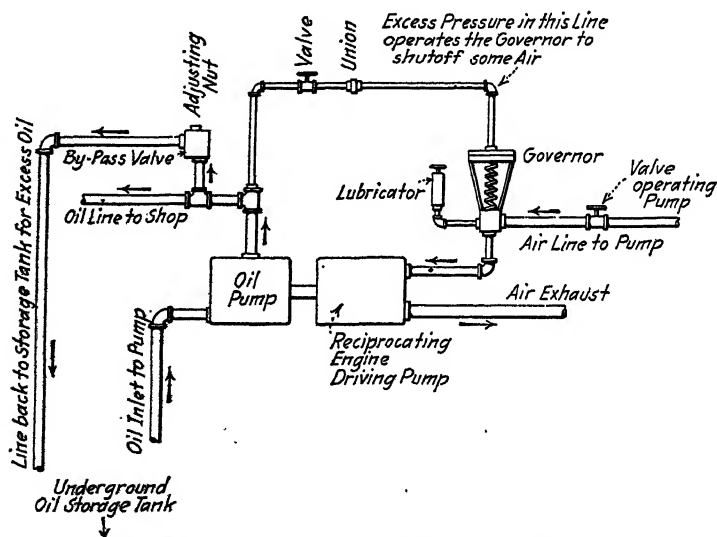 Excess Pressure in this Line
operates the Governor to
shutoff some Air
Valve
Union
Adjusting
Nut
By-Pass Valve
Governor
Lubricator
Valve
operating
Pump
Oil Line to Shop
Air Line to Pump
Line back to Storage Tank for Excess Oil
Oil
Pump
Air Exhaust
Oil Inlet to Pump
Reciprocating
Engine
Driving Pump
Underground
Oil Storage Tank